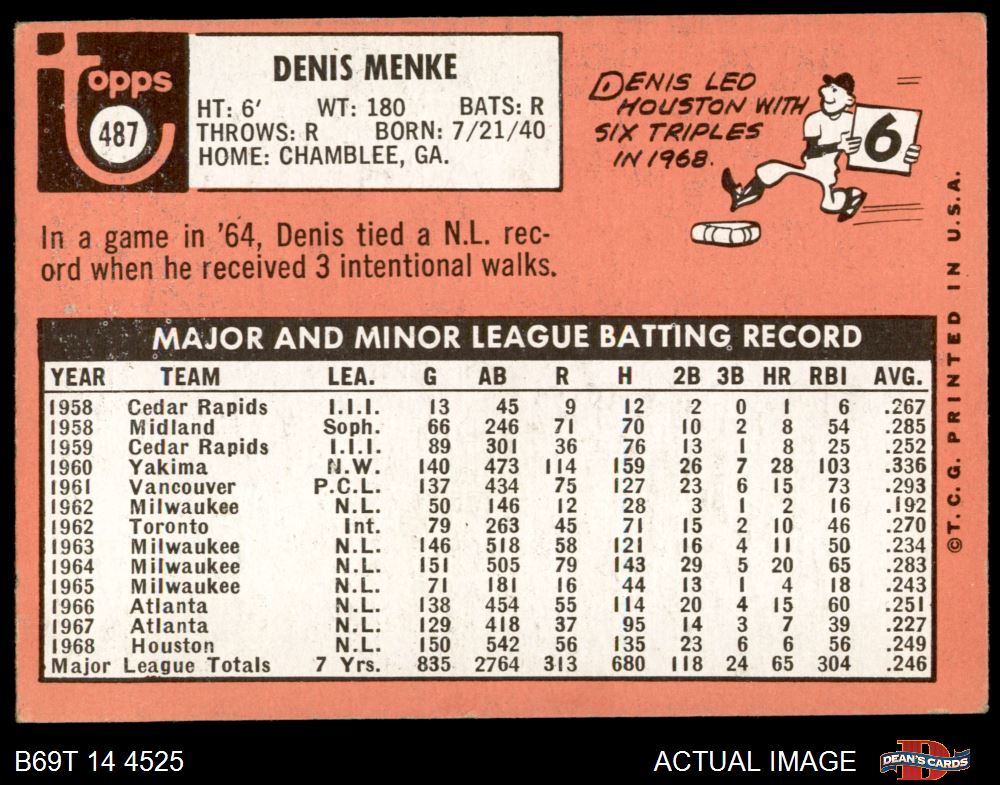 Topps
487
DENIS MENKE
HT: 6' WT: 180 BATS: R
THROWS: R BORN: 7/21/40
HOME: CHAMBLEE, GA.
DENIS LED
HOUSTON WITH
SIX TRIPLES
IN 1968.
6
In a game in '64, Denis tied a N.L. rec-
ord when he received 3 intentional walks.
MAJOR AND MINOR LEAGUE BATTING RECORD
YEAR TEAM LEA. G AB R H 2B 3B HR RBI AVG.
1958 Cedar Rapids I.I.I. 13 45 9 12 2 0 1 6 .267
1958 Midland Soph. 66 246 71 70 10 2 8 54 .285
1959 Cedar Rapids I.I.I. 89 301 36 76 13 1 8 25 .252
1960 Yakima N.W. 140 473 114 159 26 7 28 103 .336
1961 Vancouver P.C.L. 137 434 75 127 23 6 15 73 .293
1962 Milwaukee N.L. 50 146 12 28 3 1 2 16 .192
1962 Toronto Int. 79 263 45 71 15 2 10 46 .270
1963 Milwaukee N.L. 146 518 58 121 16 4 11 50 .234
1964 Milwaukee N.L. 151 505 79 143 29 5 20 65 .283
1965 Milwaukee N.L. 71 181 16 44 13 1 4 18 .243
1966 Atlanta N.L. 138 454 55 114 20 4 15 60 .251
1967 Atlanta N.L. 129 418 37 95 14 3 7 39 .227
1968 Houston N.L. 150 542 56 135 23 6 6 56 .249
Major League Totals 7 Yrs. 835 2764 313 680 118 24 65 304 .246
©T.C.G. PRINTED IN U.S.A.
B69T 14 4525
ACTUAL IMAGE
D
DEAN'S CARDS